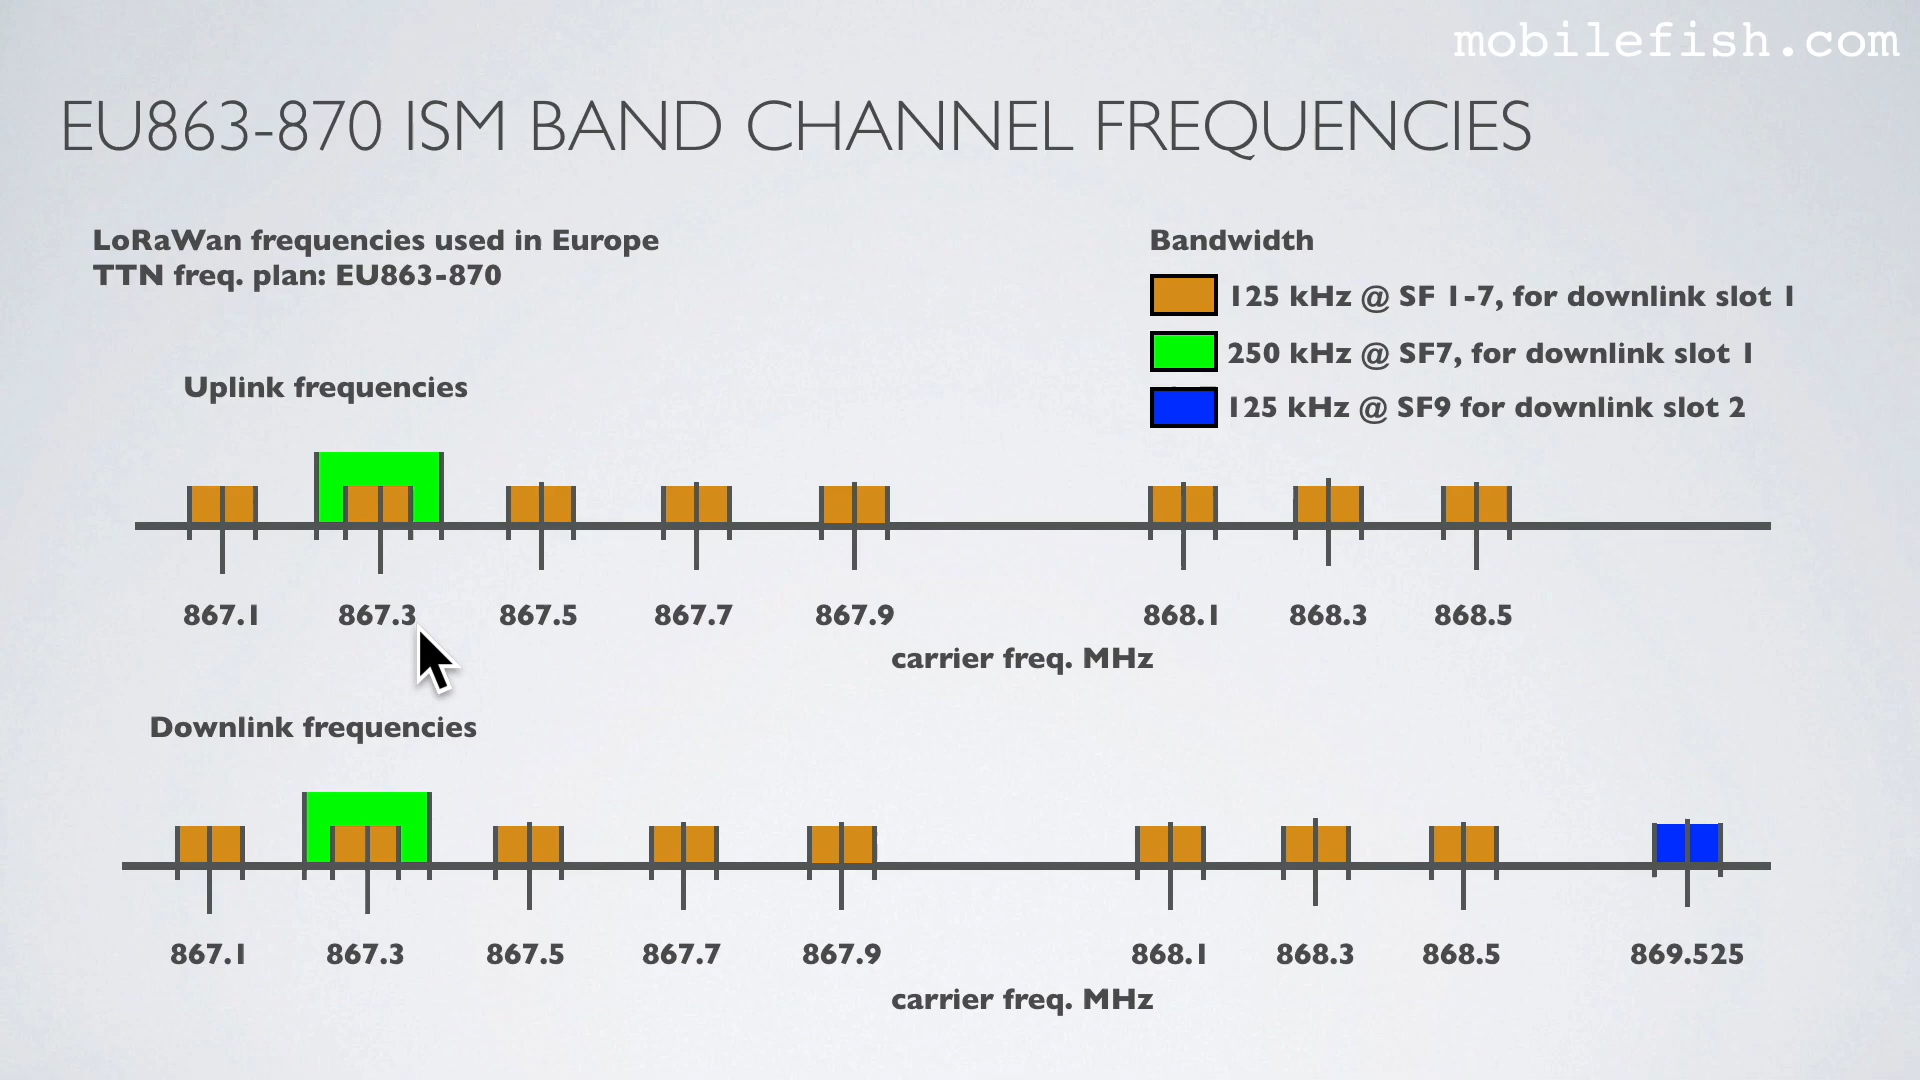 mobilefish.com
EU863-870 ISM BAND CHANNEL FREQUENCIES
LoRaWan frequencies used in Europe
TTN freq. plan: EU863-870
Bandwidth
125 kHz @ SF 1-7, for downlink slot 1
250 kHz @ SF7, for downlink slot 1
125 kHz @ SF9 for downlink slot 2
Uplink frequencies
867.1 867.3 867.5 867.7 867.9 868.1 868.3 868.5
carrier freq. MHz
Downlink frequencies
867.1 867.3 867.5 867.7 867.9 868.1 868.3 868.5 869.525
carrier freq. MHz